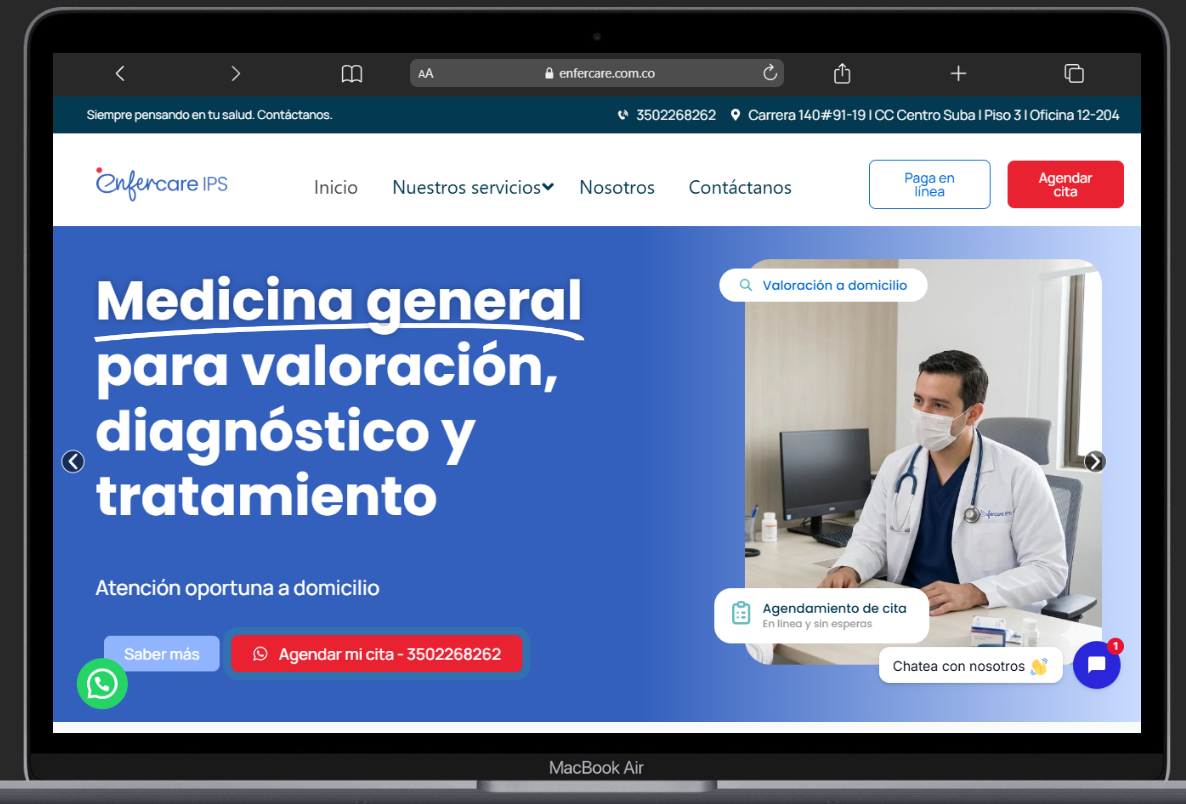 AA
enfercare.com.co
Siempre pensando en tu salud. Contáctanos.
3502268262
Carrera 140#91-19 | CC Centro Suba | Piso 3 | Oficina 12-204
enfercare IPS
Inicio
Nuestros servicios
Nosotros
Contáctanos
Paga en
línea
Agendar
cita
Medicina general
para valoración,
diagnóstico y
tratamiento
Atención oportuna a domicilio
Saber más
Agendar mi cita - 3502268262
Valoración a domicilio
enfercare IPS
Agendamiento de cita
En linea y sin esperas
Chatea con nosotros 👋
1
MacBook Air